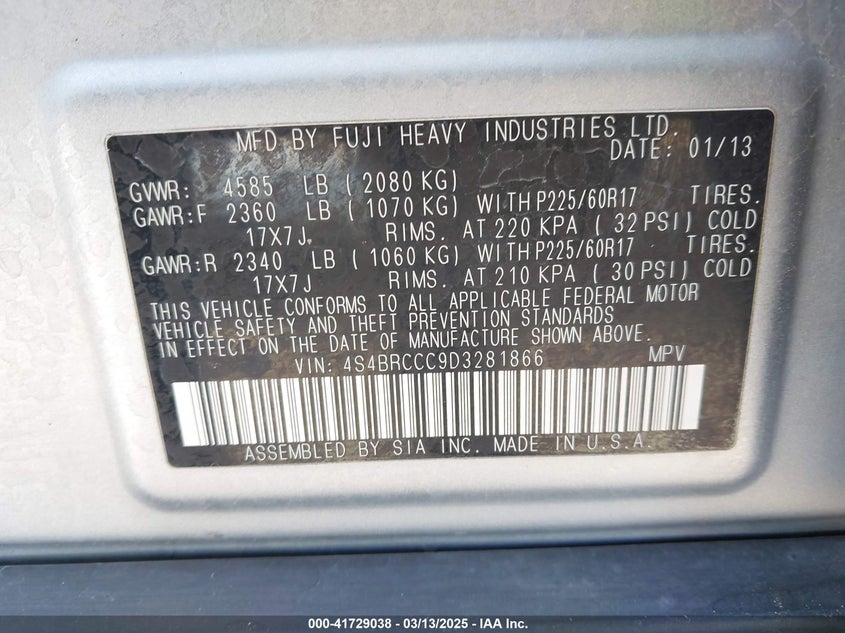 MFD BY FUJI HEAVY INDUSTRIES LTD.
DATE: 01/13
GVWR: 4585 LB ( 2080 KG)
GAWR:F 2360 LB ( 1070 KG) WITH P225/60R17 TIRES.
17X7J. RIMS. AT 220 KPA ( 32 PSI) COLD
GAWR:R 2340 LB ( 1060 KG) WITH P225/60R17 TIRES.
17X7J RIMS. AT 210 KPA ( 30 PSI) COLD
THIS VEHICLE CONFORMS TO ALL APPLICABLE FEDERAL MOTOR
VEHICLE SAFETY AND THEFT PREVENTION STANDARDS
IN EFFECT ON THE DATE OF MANUFACTURE SHOWN ABOVE.
VIN: 4S4BRCCC9D3281866 MPV
ASSEMBLED BY SIA INC. MADE IN U.S.A.
000-41729038 - 03/13/2025 - IAA Inc.